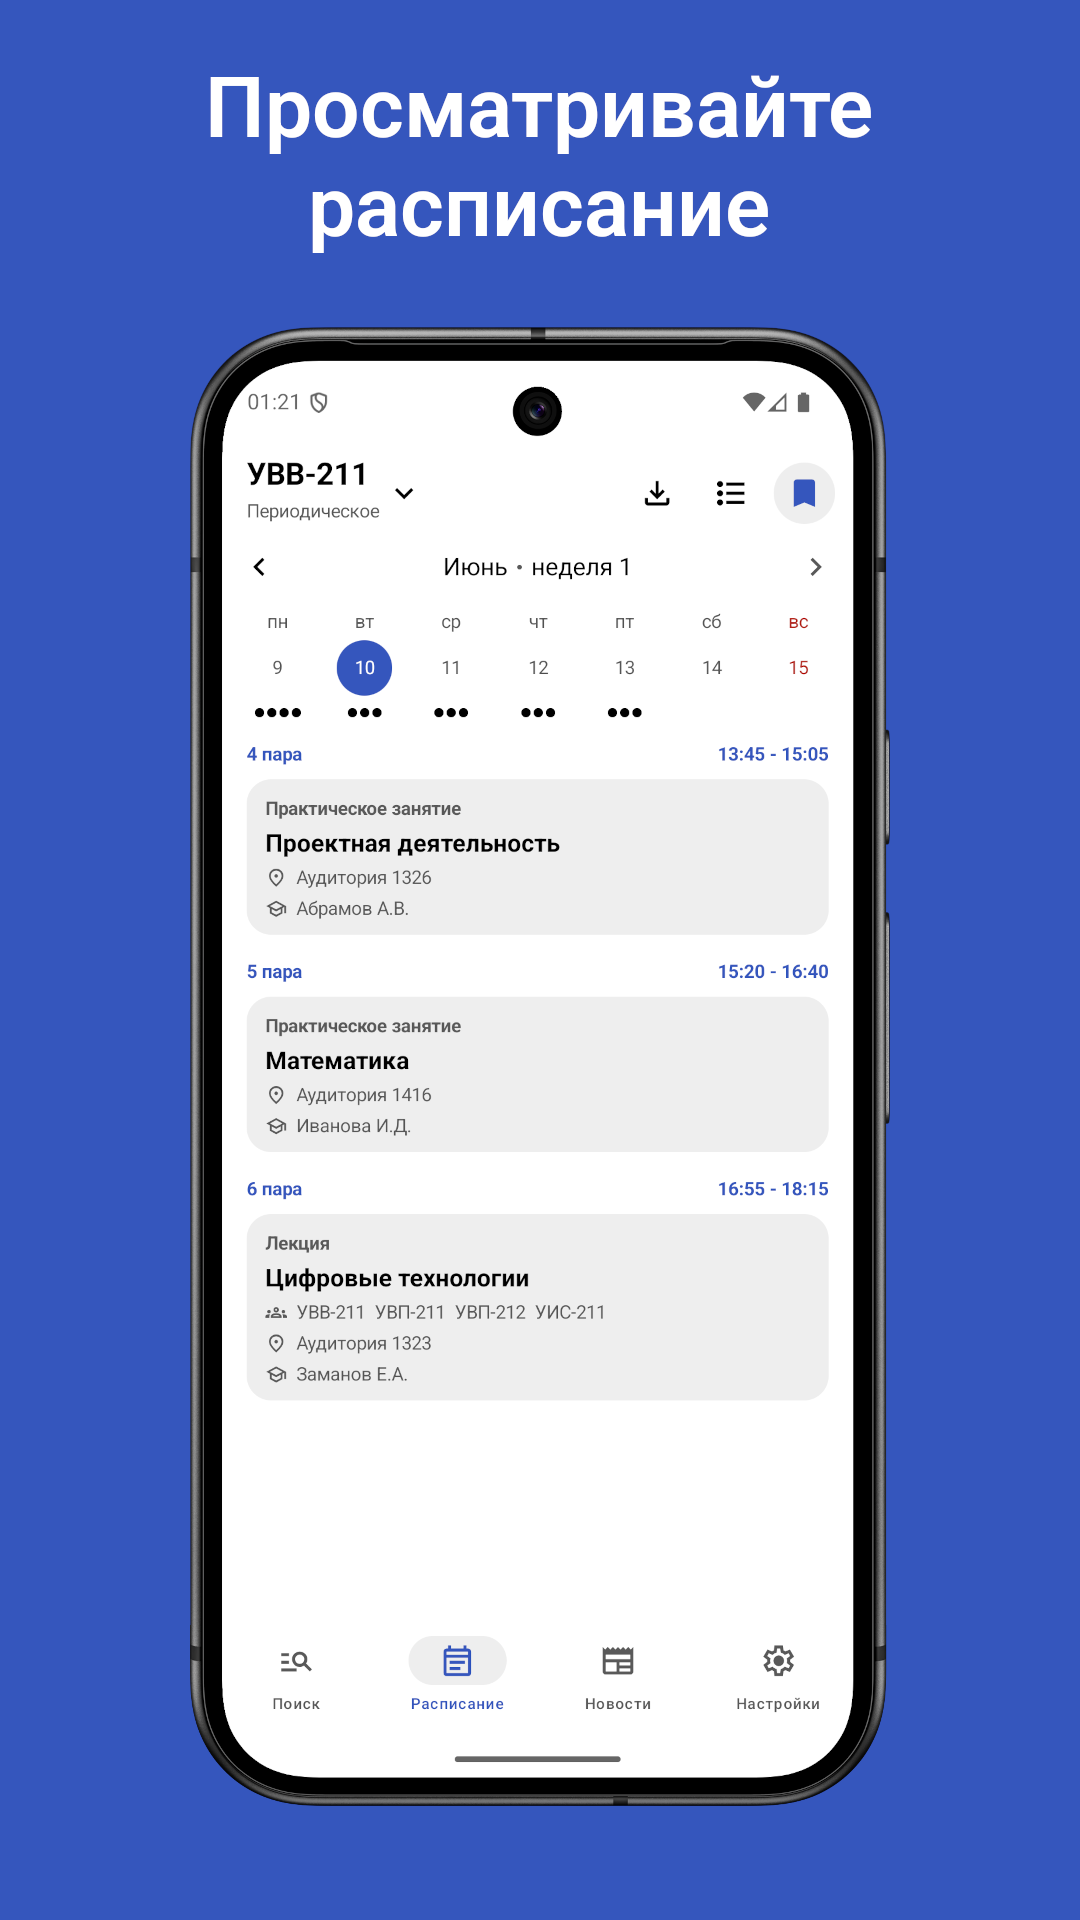 Просматривайте
расписание
01:21
УВВ-211
Периодическое
Июнь • неделя 1
пн вт ср чт пт сб вс
9 10 11 12 13 14 15
4 пара 13:45 - 15:05
Практическое занятие
Проектная деятельность
Аудитория 1326
Абрамов А.В.
5 пара 15:20 - 16:40
Практическое занятие
Математика
Аудитория 1416
Иванова И.Д.
6 пара 16:55 - 18:15
Лекция
Цифровые технологии
УВВ-211 УВП-211 УВП-212 УИС-211
Аудитория 1323
Заманов Е.А.
Поиск Расписание Новости Настройки